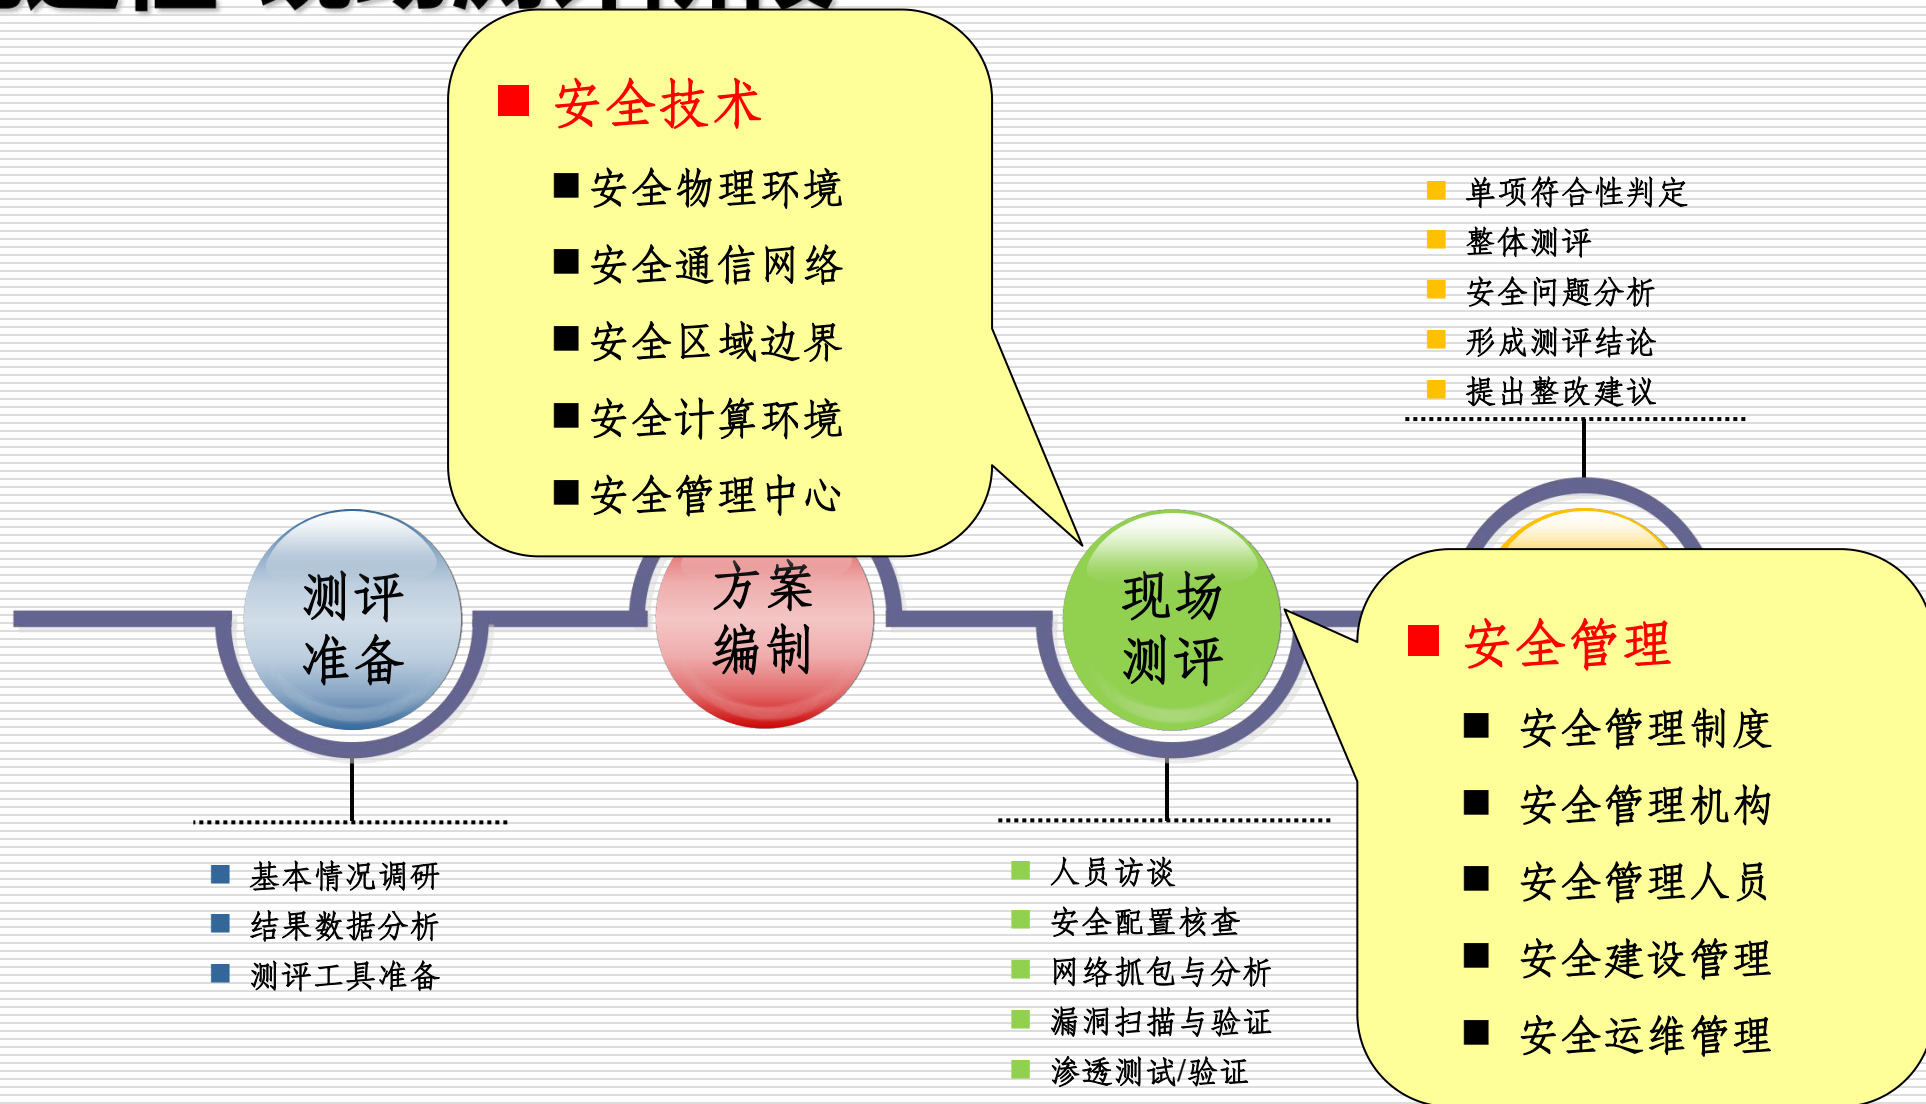 安全技术
安全物理环境
安全通信网络
安全区域边界
安全计算环境
安全管理中心
单项符合性判定
整体测评
安全问题分析
形成测评结论
提出整改建议
测评
准备
方案
编制
现场
测评
安全管理
安全管理制度
安全管理机构
安全管理人员
安全建设管理
安全运维管理
基本情况调研
结果数据分析
测评工具准备
人员访谈
安全配置核查
网络抓包与分析
漏洞扫描与验证
渗透测试/验证